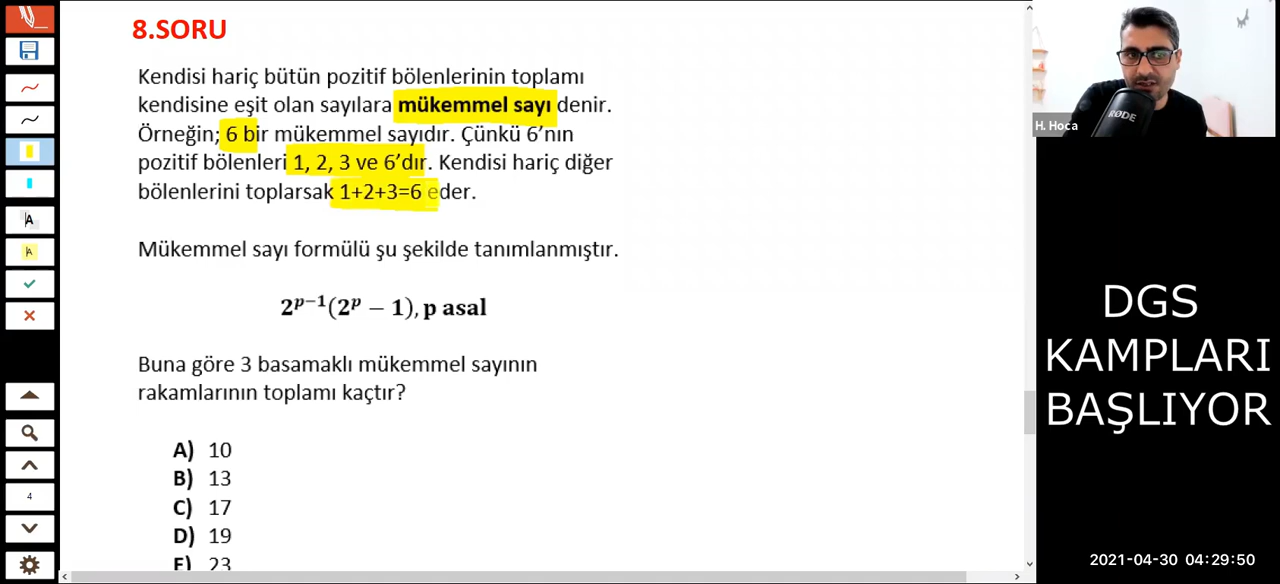 8.SORU
Kendisi hariç bütün pozitif bölenlerinin toplamı
kendisine eşit olan sayılara mükemmel sayı denir.
Örneğin; 6 bir mükemmel sayıdır. Çünkü 6’nın
pozitif bölenleri 1, 2, 3 ve 6’dır. Kendisi hariç diğer
bölenlerini toplarsak 1+2+3=6 eder.
Mükemmel sayı formülü şu şekilde tanımlanmıştır.
2^{p−1}(2^p − 1), p asal
Buna göre 3 basamaklı mükemmel sayının
rakamlarının toplamı kaçtır?
A) 10
B) 13
C) 17
D) 19
E) 23
A
A
4
RØDE
H. Hoca
DGS
KAMPLARI
BAŞLIYOR
2021-04-30 04:29:50